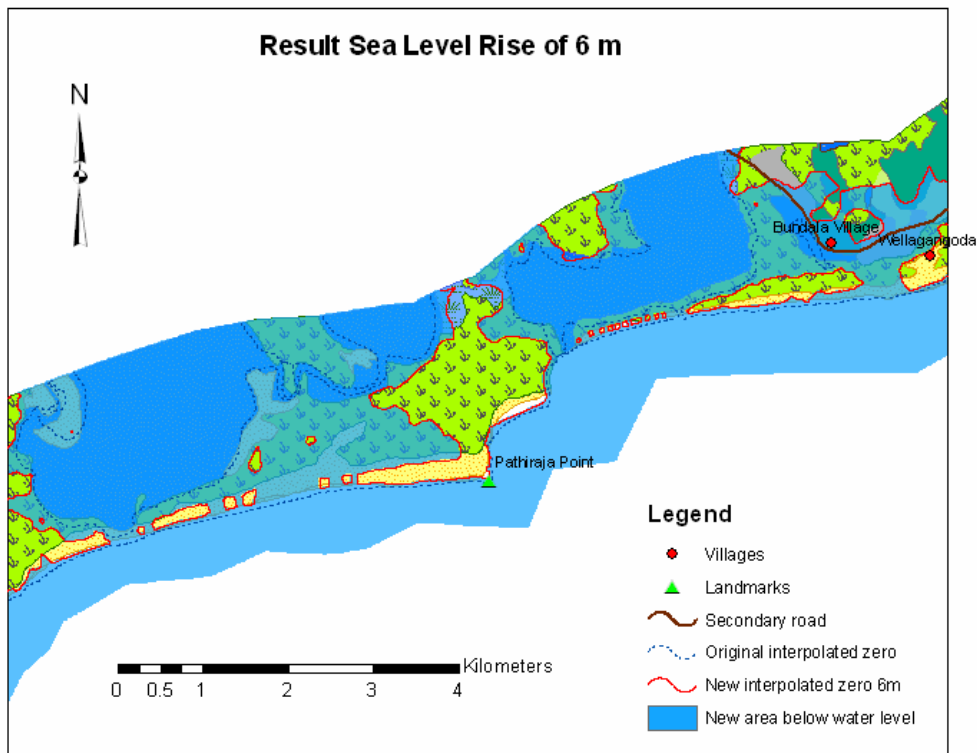 Result Sea Level Rise of 6 m
N
Bundala Village
Wellagangoda
Pathiraja Point
Legend
Villages
Landmarks
Secondary road
Original interpolated zero
New interpolated zero 6m
New area below water level
Kilometers
0 0.5 1 2 3 4